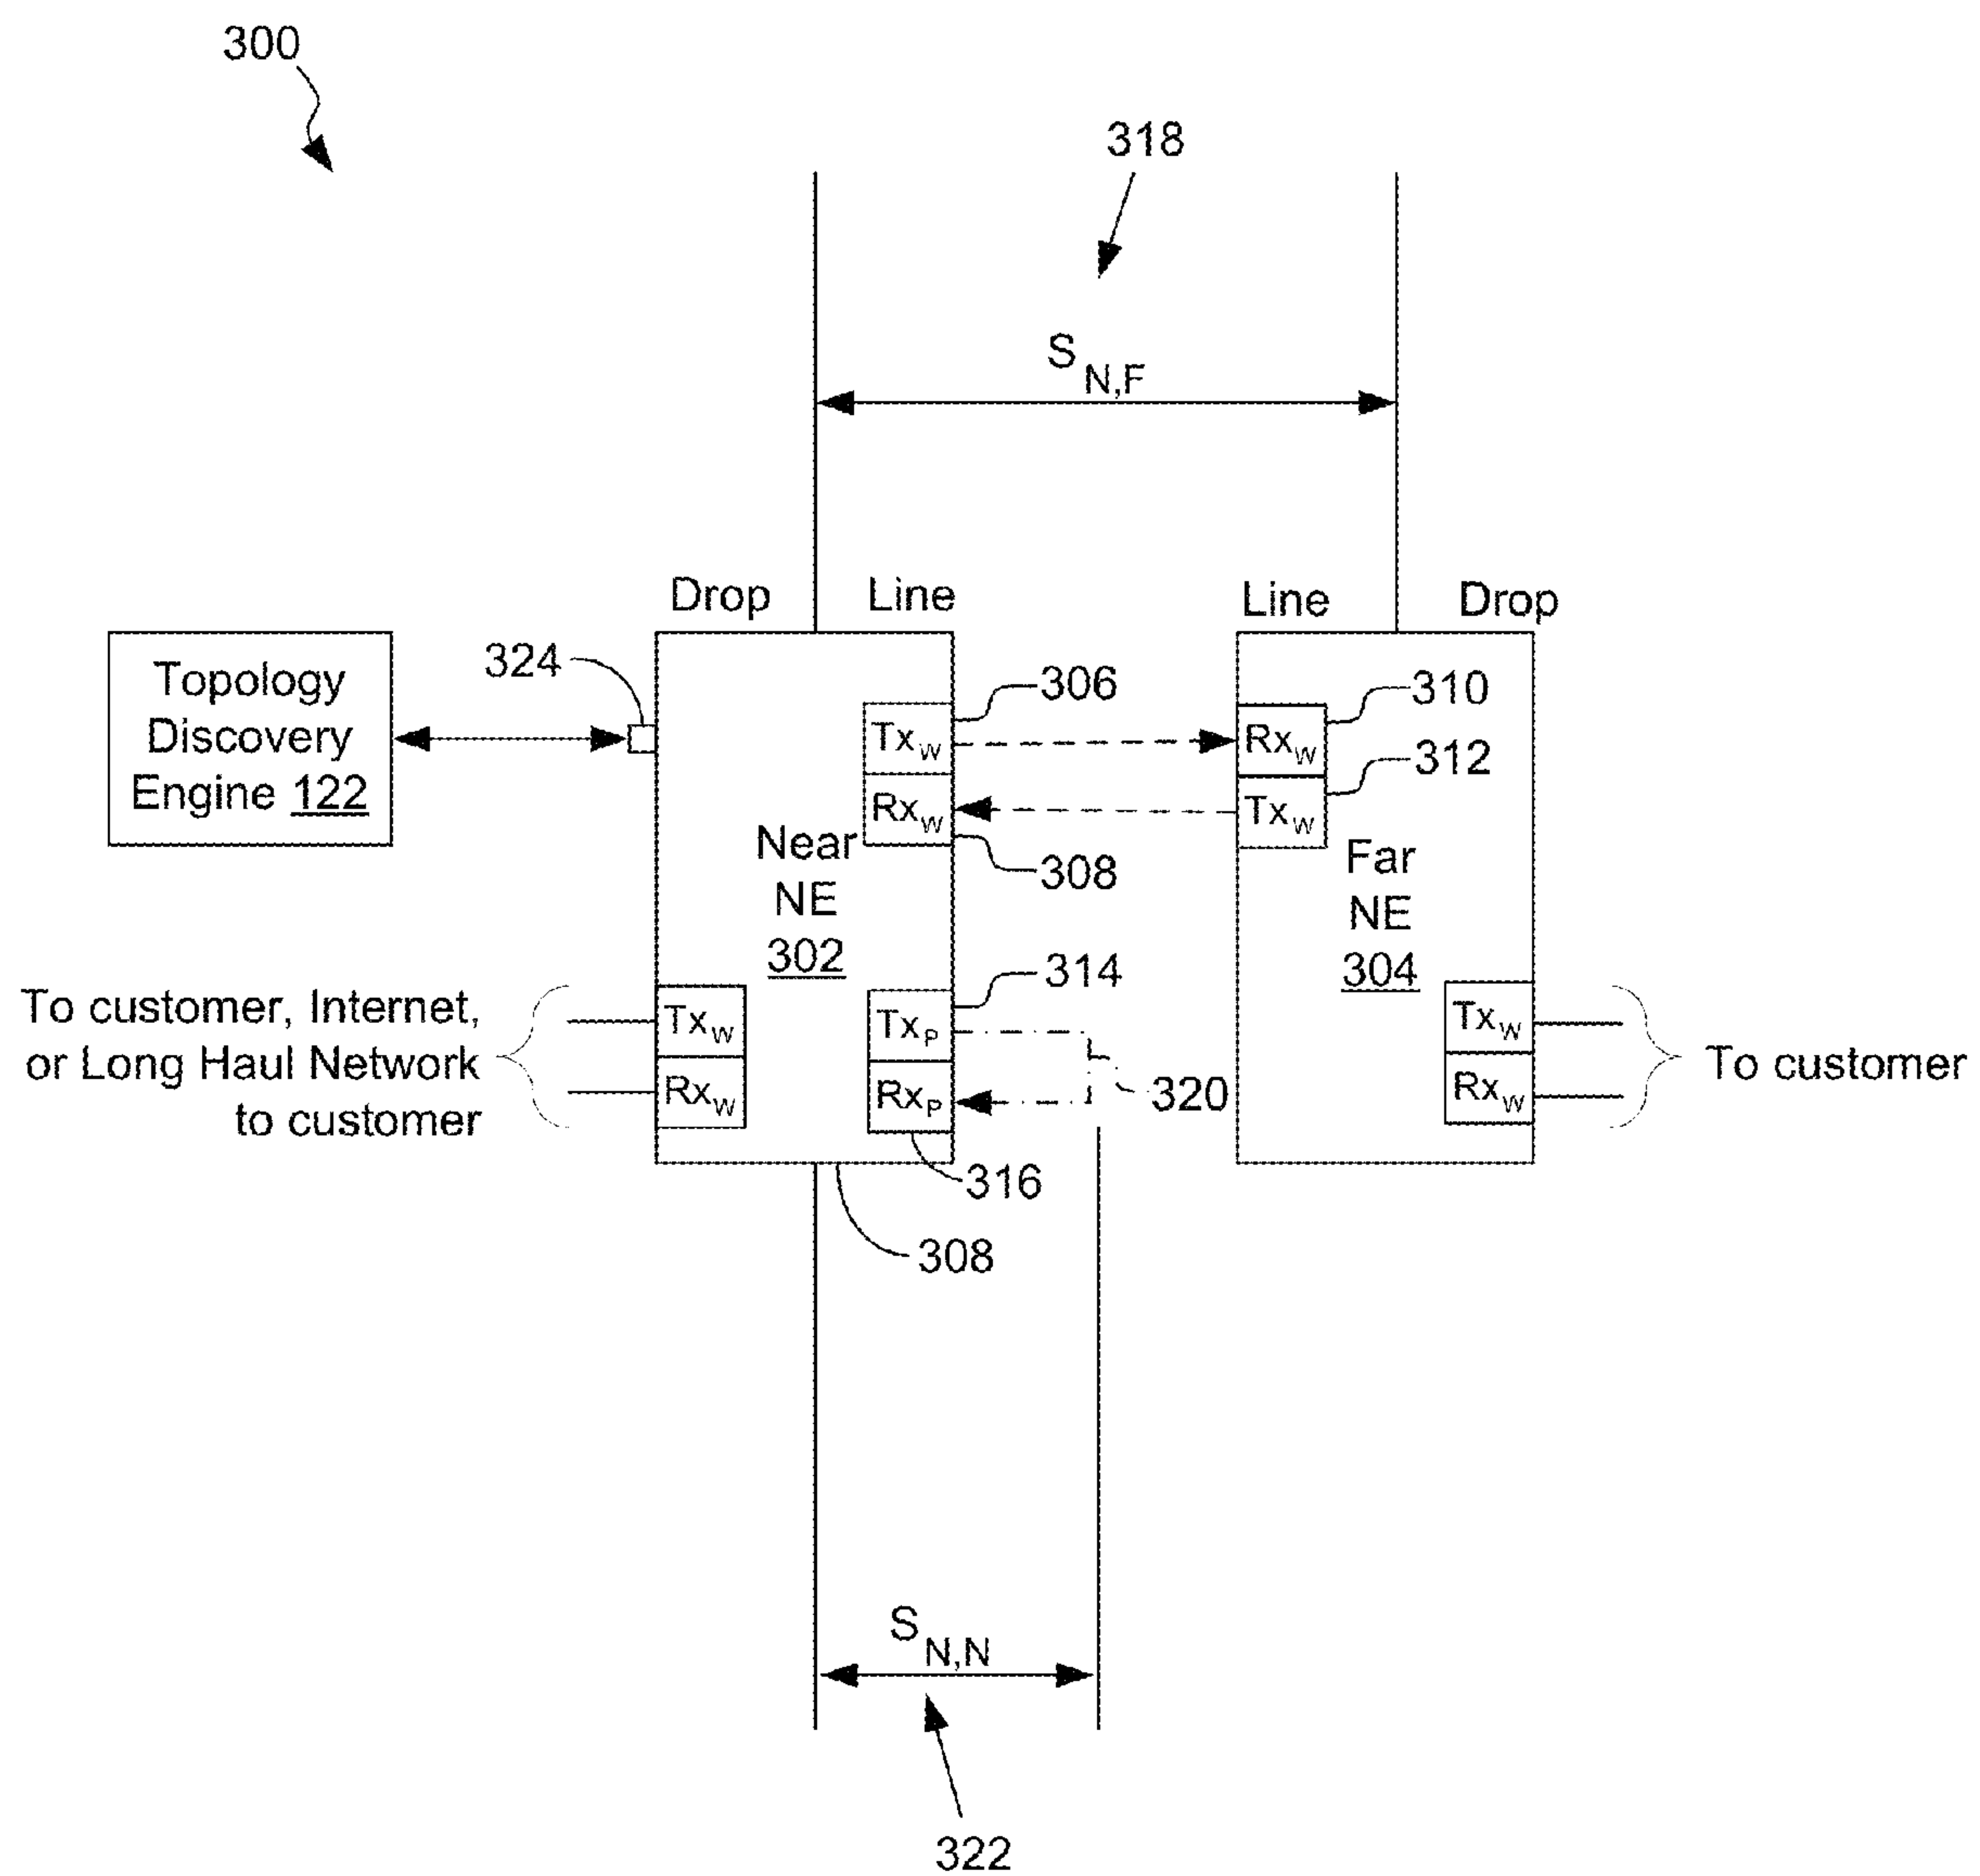 300
318
S N,F
Drop
Line
Line
Drop
Topology
Discovery
Engine 122
324
306
310
312
308
Tx W
Rx W
Rx W
Tx W
Near
NE
302
Far
NE
304
To customer, Internet,
or Long Haul Network
to customer
Tx W
Rx W
Tx P
Rx P
314
320
316
308
Tx W
Rx W
To customer
S N,N
322